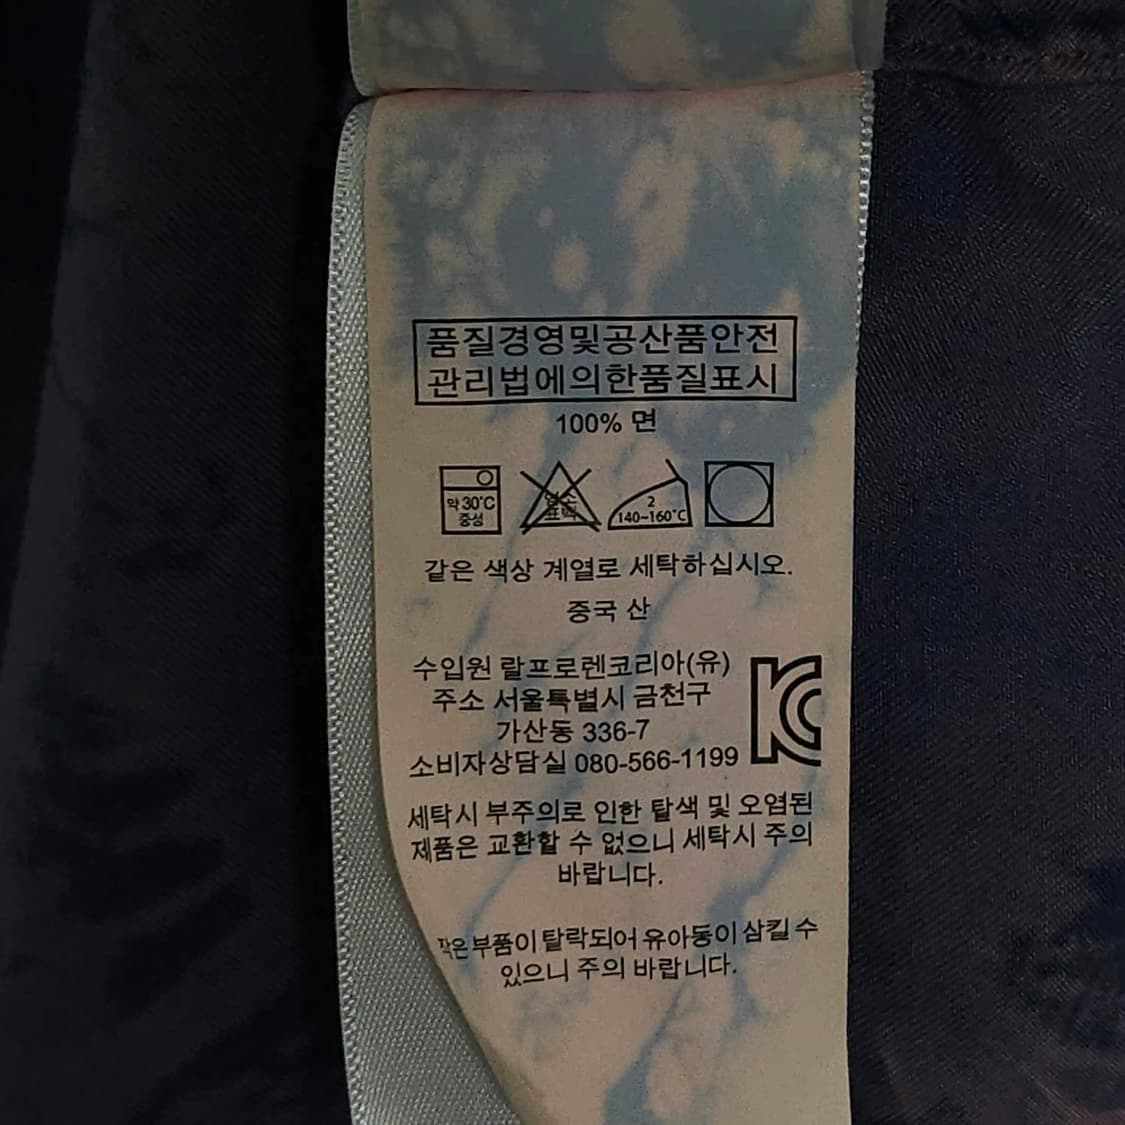 품질경영및공산품안전
관리법에의한품질표시
100% 면
약 30˚C
중성
염소
표백
2
140~160˚C
같은 색상 계열로 세탁하십시오.
중국 산
수입원 랄프로렌코리아(유)
주소 서울특별시 금천구
가산동 336-7
소비자상담실 080-566-1199
세탁시 부주의로 인한 탈색 및 오염된
제품은 교환할 수 없으니 세탁시 주의
바랍니다.
작은 부품이 탈락되어 유아동이 삼킬 수
있으니 주의 바랍니다.